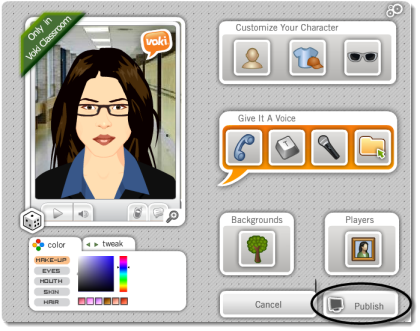 Only in
Voki Classroom
voki
Customize Your Character
Give It A Voice
Backgrounds
Players
color
tweak
MAKE-UP
EYES
MOUTH
SKIN
HAIR
Cancel
Publish